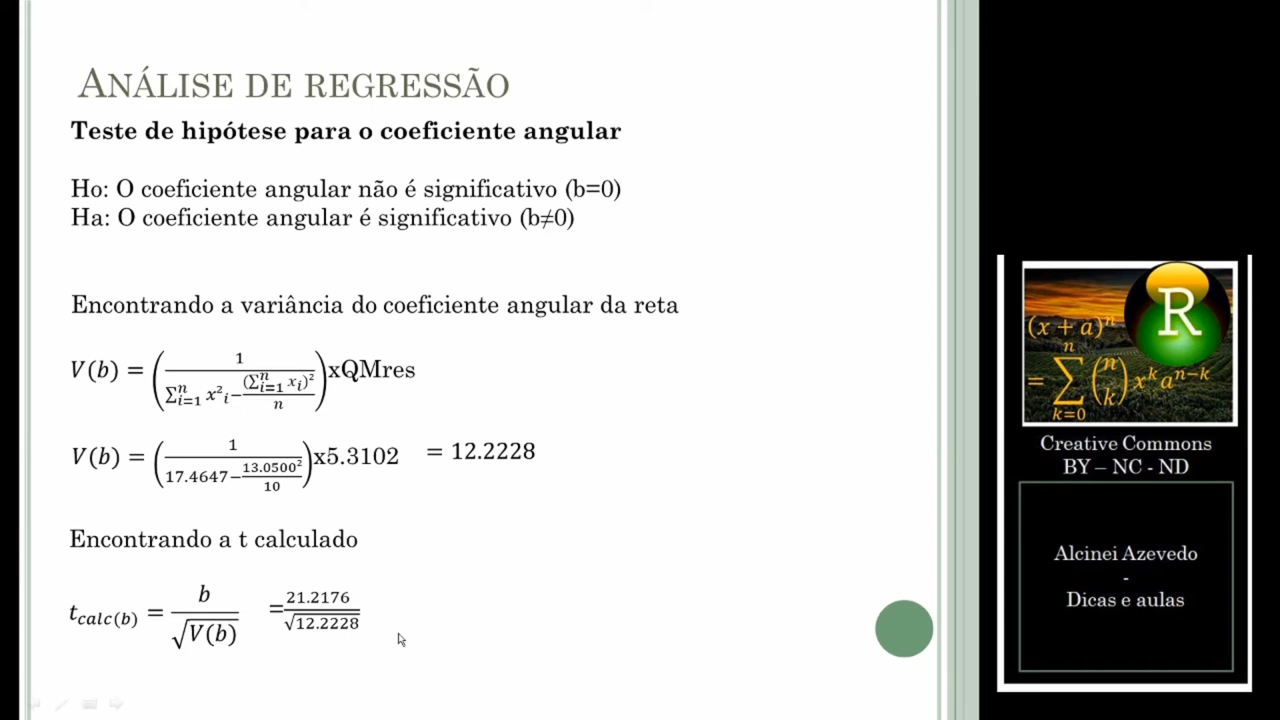 ANÁLISE DE REGRESSÃO
Teste de hipótese para o coeficiente angular
Ho: O coeficiente angular não é significativo (b=0)
Ha: O coeficiente angular é significativo (b≠0)
Encontrando a variância do coeficiente angular da reta
V(b) = (1 / (∑ⁿᵢ₌₁ x²ᵢ − (∑ⁿᵢ₌₁ xᵢ)² / n)) xQMres
V(b) = (1 / (17.4647 − 13.0500² / 10)) x5.3102 = 12.2228
Encontrando a t calculado
t_calc(b) = b / √V(b) = 21.2176 / √12.2228
R
(x + a)ⁿ
= ∑ⁿₖ₌₀ (n k) xᵏ aⁿ⁻ᵏ
Creative Commons
BY – NC - ND
Alcinei Azevedo
-
Dicas e aulas